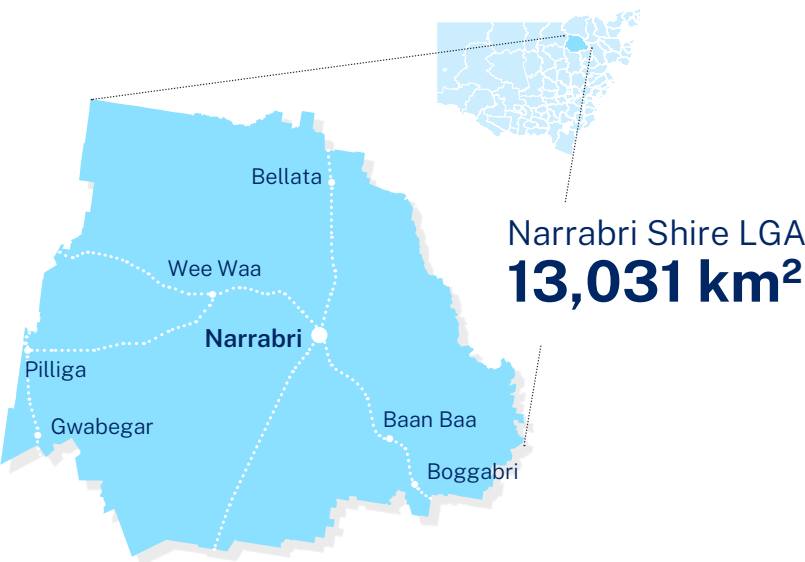 Bellata
Narrabri Shire LGA
13,031 km²
Wee Waa
Narrabri
Pilliga
Baan Baa
Gwabegar
Boggabri